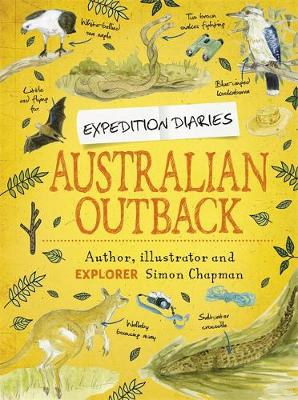 White-bellied
sea eagle
Two brown
snakes fighting
Little
red flying
fox
Blue-winged
kookaburra
EXPEDITION DIARIES
AUSTRALIAN
OUTBACK
Author, illustrator and
EXPLORER Simon Chapman
Wallaby
bouncing away
Saltwater
crocodile